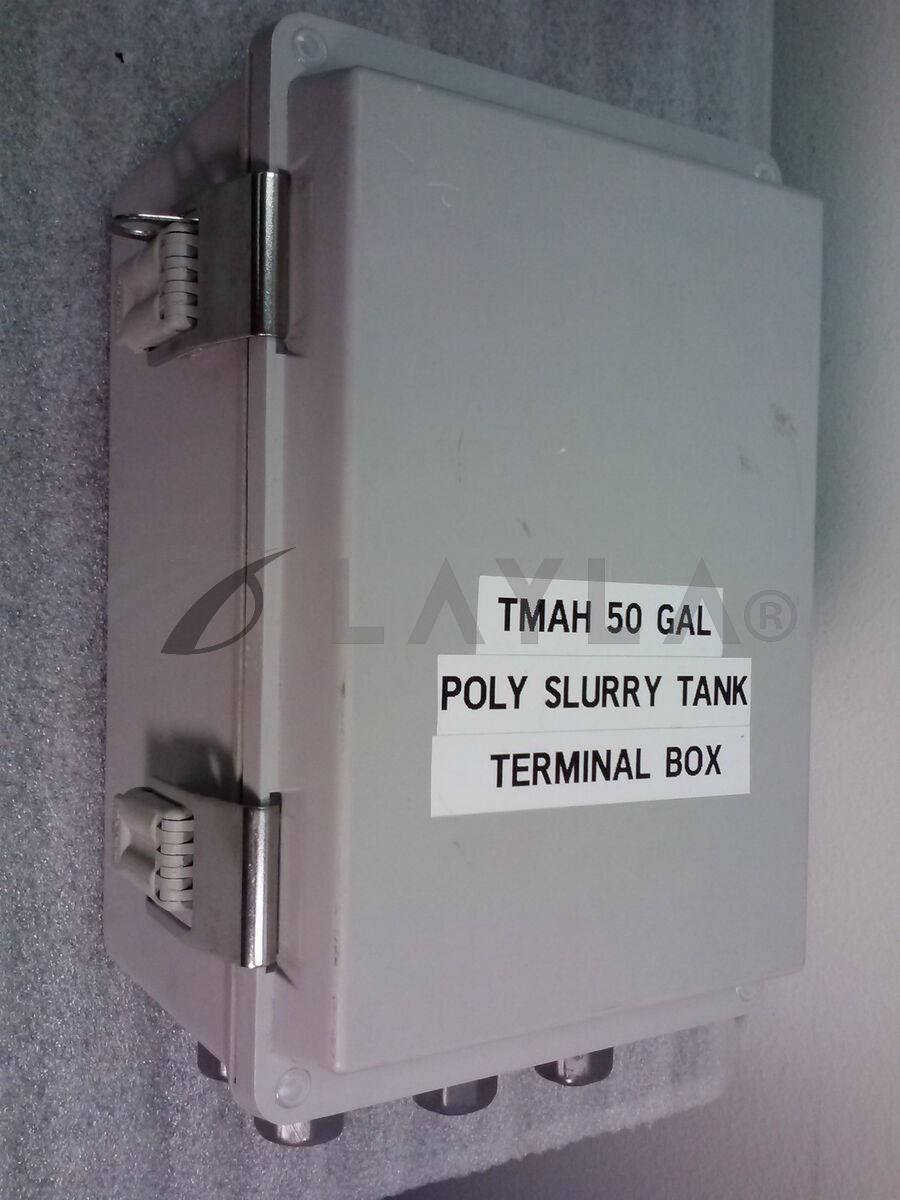 LAYLA®
TMAH 50 GAL
POLY SLURRY TANK
TERMINAL BOX